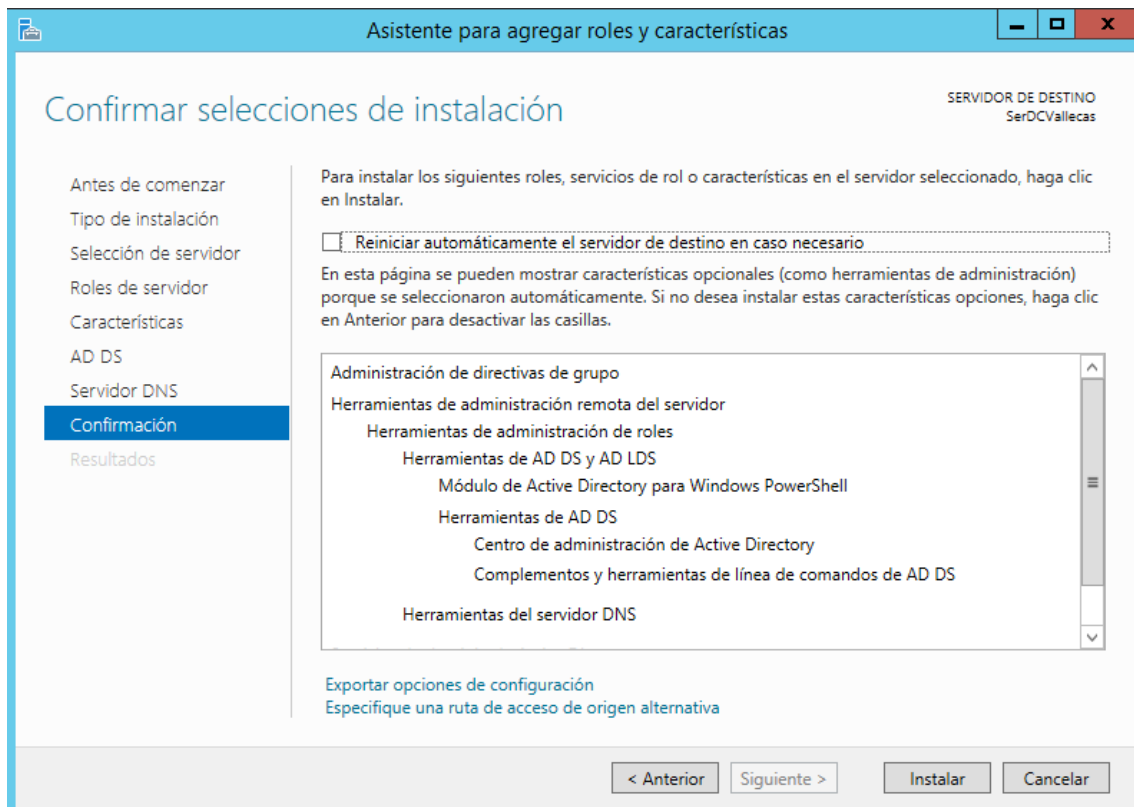 Asistente para agregar roles y características
Confirmar selecciones de instalación
SERVIDOR DE DESTINO
SerDCVallecas
Antes de comenzar
Tipo de instalación
Selección de servidor
Roles de servidor
Características
AD DS
Servidor DNS
Confirmación
Resultados
Para instalar los siguientes roles, servicios de rol o características en el servidor seleccionado, haga clic
en Instalar.
Reiniciar automáticamente el servidor de destino en caso necesario
En esta página se pueden mostrar características opcionales (como herramientas de administración)
porque se seleccionaron automáticamente. Si no desea instalar estas características opciones, haga clic
en Anterior para desactivar las casillas.
Administración de directivas de grupo
Herramientas de administración remota del servidor
Herramientas de administración de roles
Herramientas de AD DS y AD LDS
Módulo de Active Directory para Windows PowerShell
Herramientas de AD DS
Centro de administración de Active Directory
Complementos y herramientas de línea de comandos de AD DS
Herramientas del servidor DNS
Exportar opciones de configuración
Especifique una ruta de acceso de origen alternativa
< Anterior
Siguiente >
Instalar
Cancelar